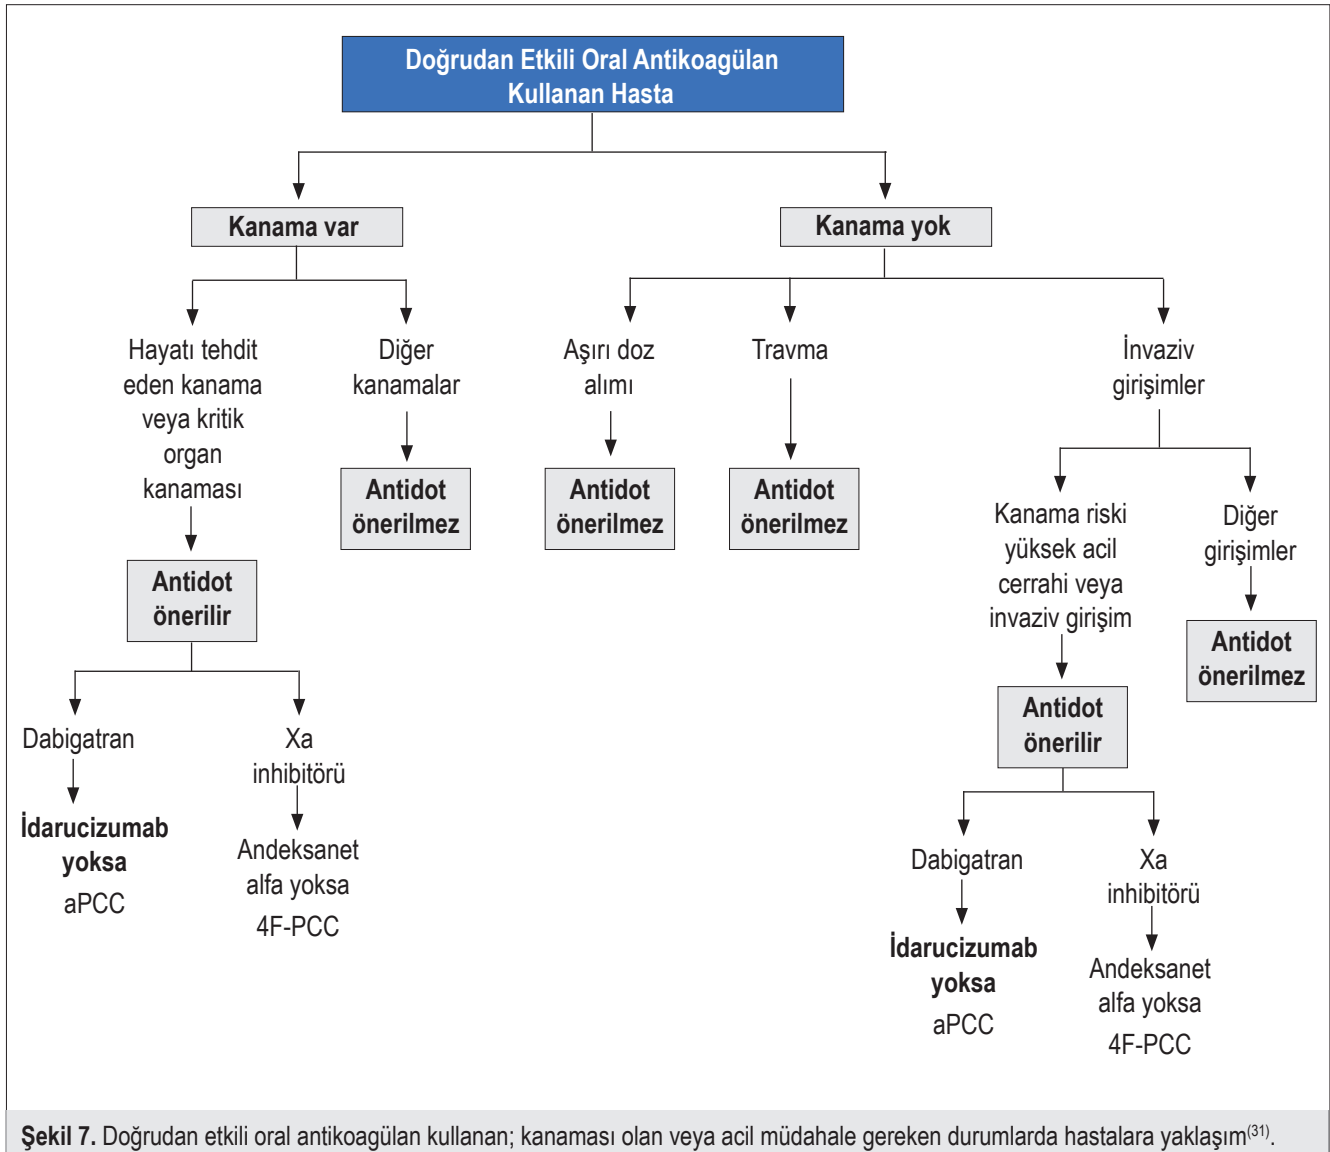 Doğrudan Etkili Oral Antikoagülan
Kullanan Hasta
Kanama var
Kanama yok
Hayatı tehdit
eden kanama
veya kritik
organ
kanaması
Diğer
kanamalar
Aşırı doz
alımı
Travma
İnvaziv
girişimler
Antidot
önerilmez
Antidot
önerilmez
Antidot
önerilmez
Kanama riski
yüksek acil
cerrahi veya
invaziv girişim
Diğer
girişimler
Antidot
önerilir
Antidot
önerilmez
Antidot
önerilir
Dabigatran
Xa
inhibitörü
İdarucizumab
yoksa
aPCC
Andeksanet
alfa yoksa
4F-PCC
Dabigatran
Xa
inhibitörü
İdarucizumab
yoksa
aPCC
Andeksanet
alfa yoksa
4F-PCC
Şekil 7. Doğrudan etkili oral antikoagülan kullanan; kanaması olan veya acil müdahale gereken durumlarda hastalara yaklaşım(31).